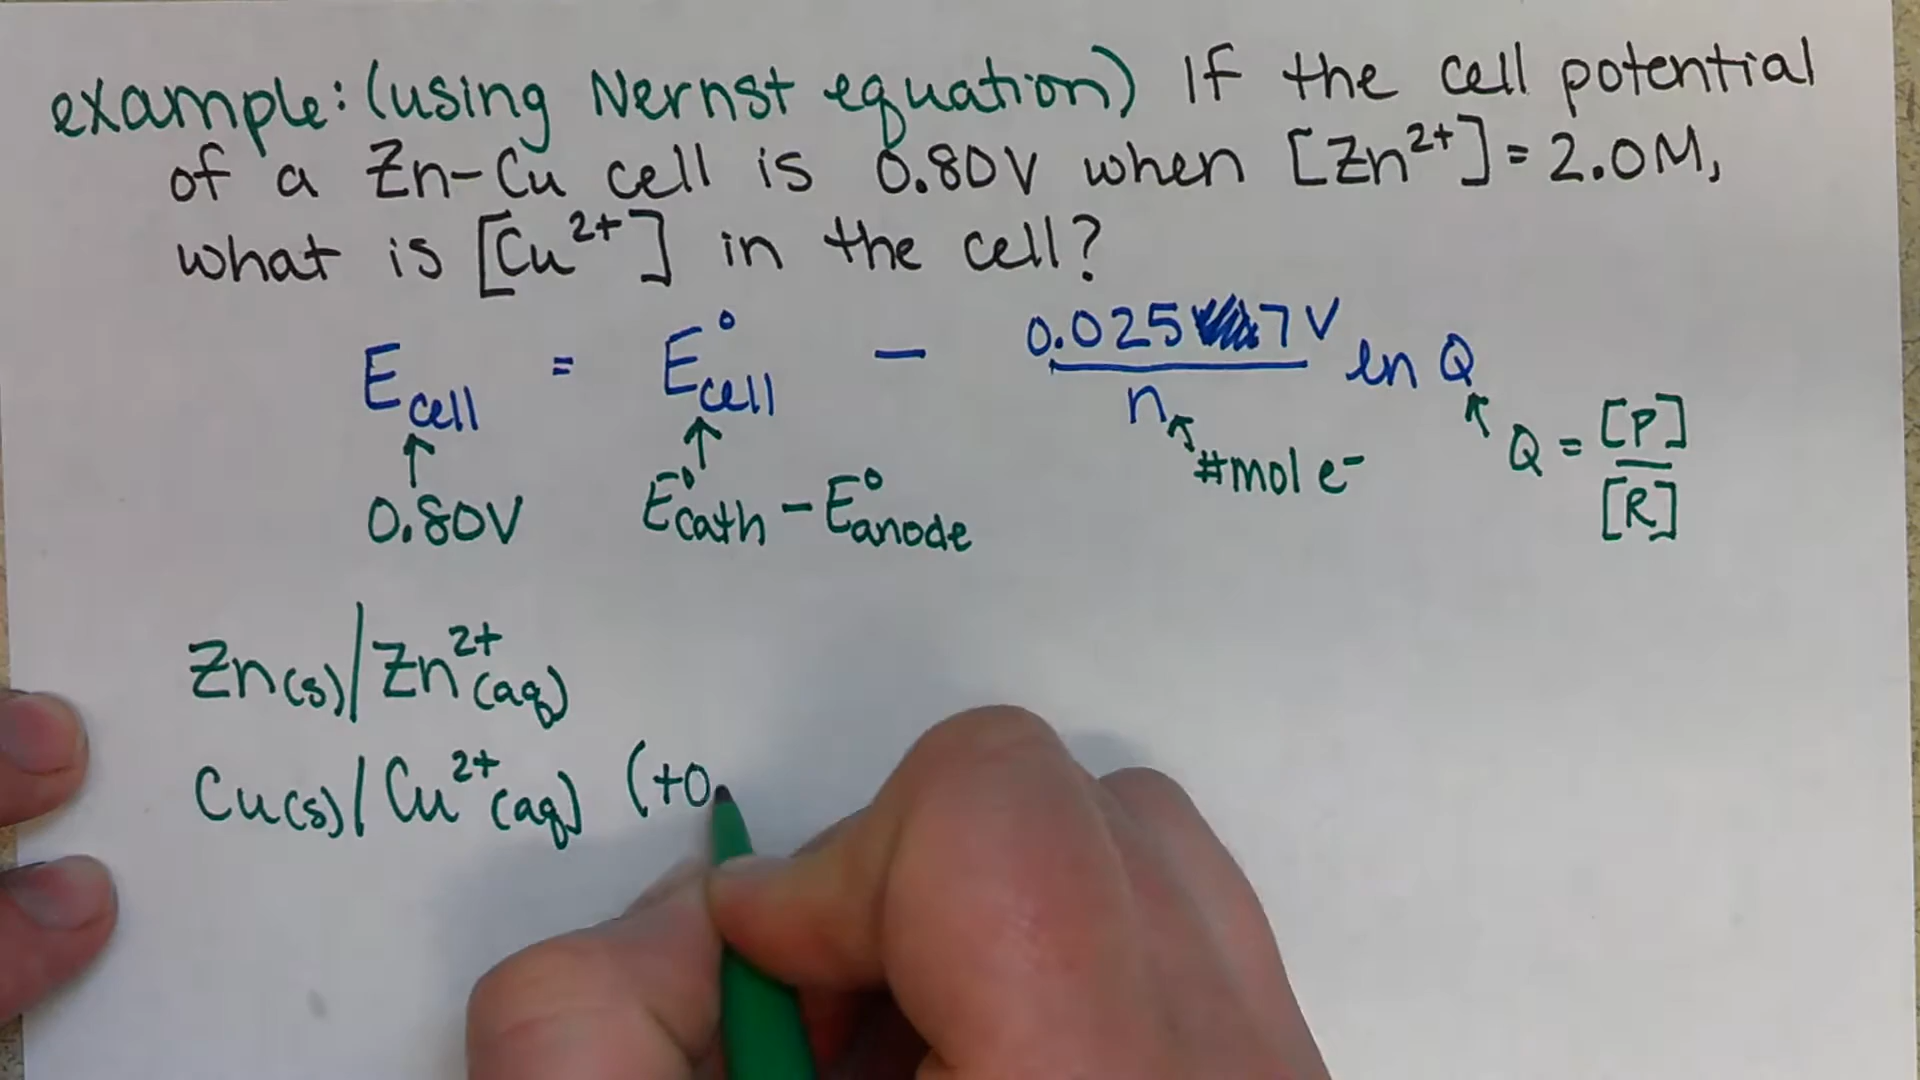 example: (using Nernst equation) If the cell potential
of a Zn-Cu cell is 0.80V when [Zn²⁺] = 2.0M,
what is [Cu²⁺] in the cell?
E cell = E° cell - 0.025 7V / n ln Q
↑ 0.80V
↑ E°cath - E°anode
#mol e⁻
Q = [P] / [R]
Zn(s)/Zn²⁺(aq)
Cu(s)/Cu²⁺(aq) (+0.